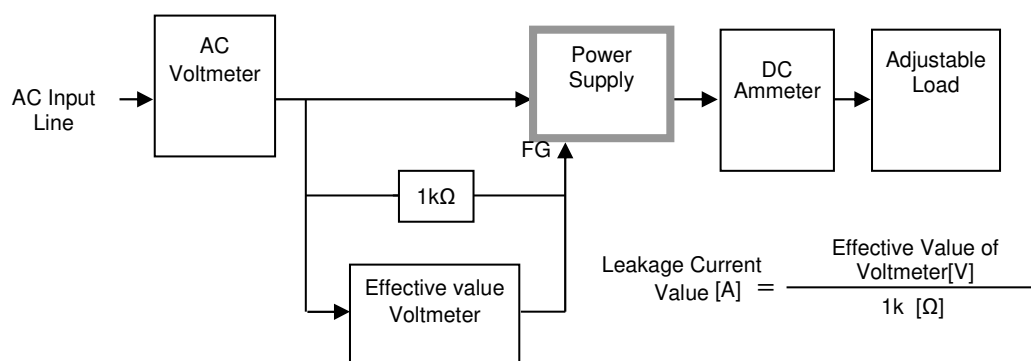 AC
Voltmeter
Power
Supply
DC
Ammeter
Adjustable
Load
AC Input
Line
FG
1kΩ
Effective value
Voltmeter
Leakage Current
Value [A] =
Effective Value of
Voltmeter[V]
1k [Ω]